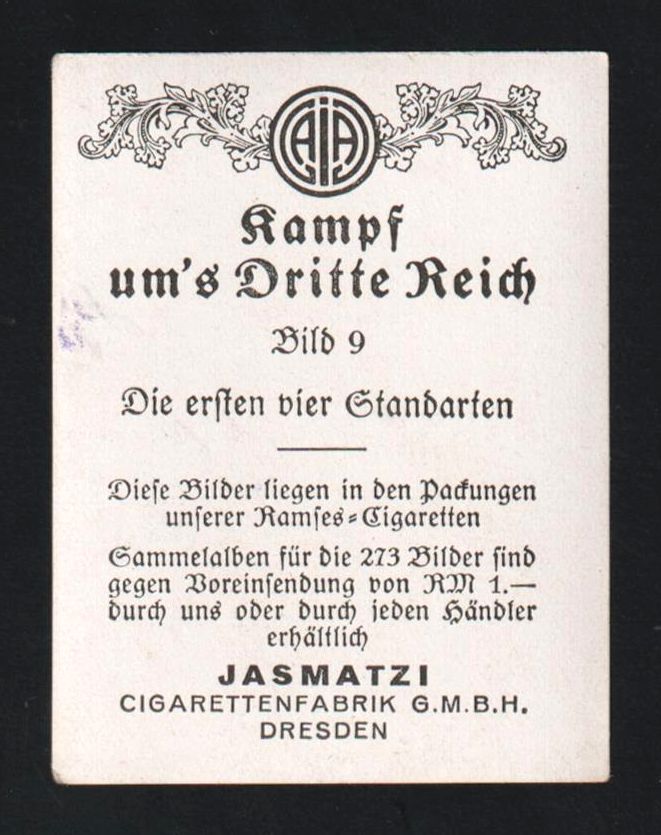 AJA
Kampf
um's Dritte Reich
Bild 9
Die ersten vier Standarten
Diese Bilder liegen in den Packungen
unserer Ramses-Cigaretten
Sammelalben für die 273 Bilder sind
gegen Voreinsendung von RM 1.—
durch uns oder durch jeden Händler
erhältlich
JASMATZI
CIGARETTENFABRIK G.M.B.H.
DRESDEN